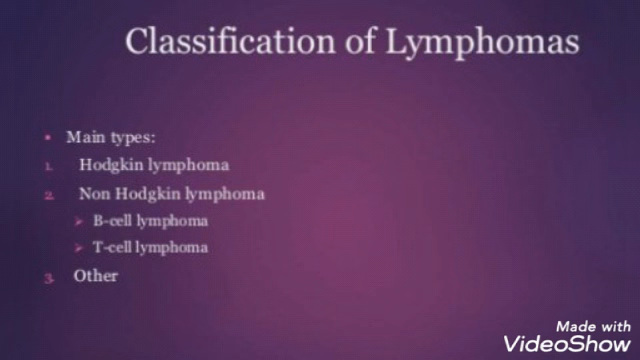 Classification of Lymphomas
▪ Main types:
1. Hodgkin lymphoma
2. Non Hodgkin lymphoma
➢ B-cell lymphoma
➢ T-cell lymphoma
3. Other
Made with
VideoShow